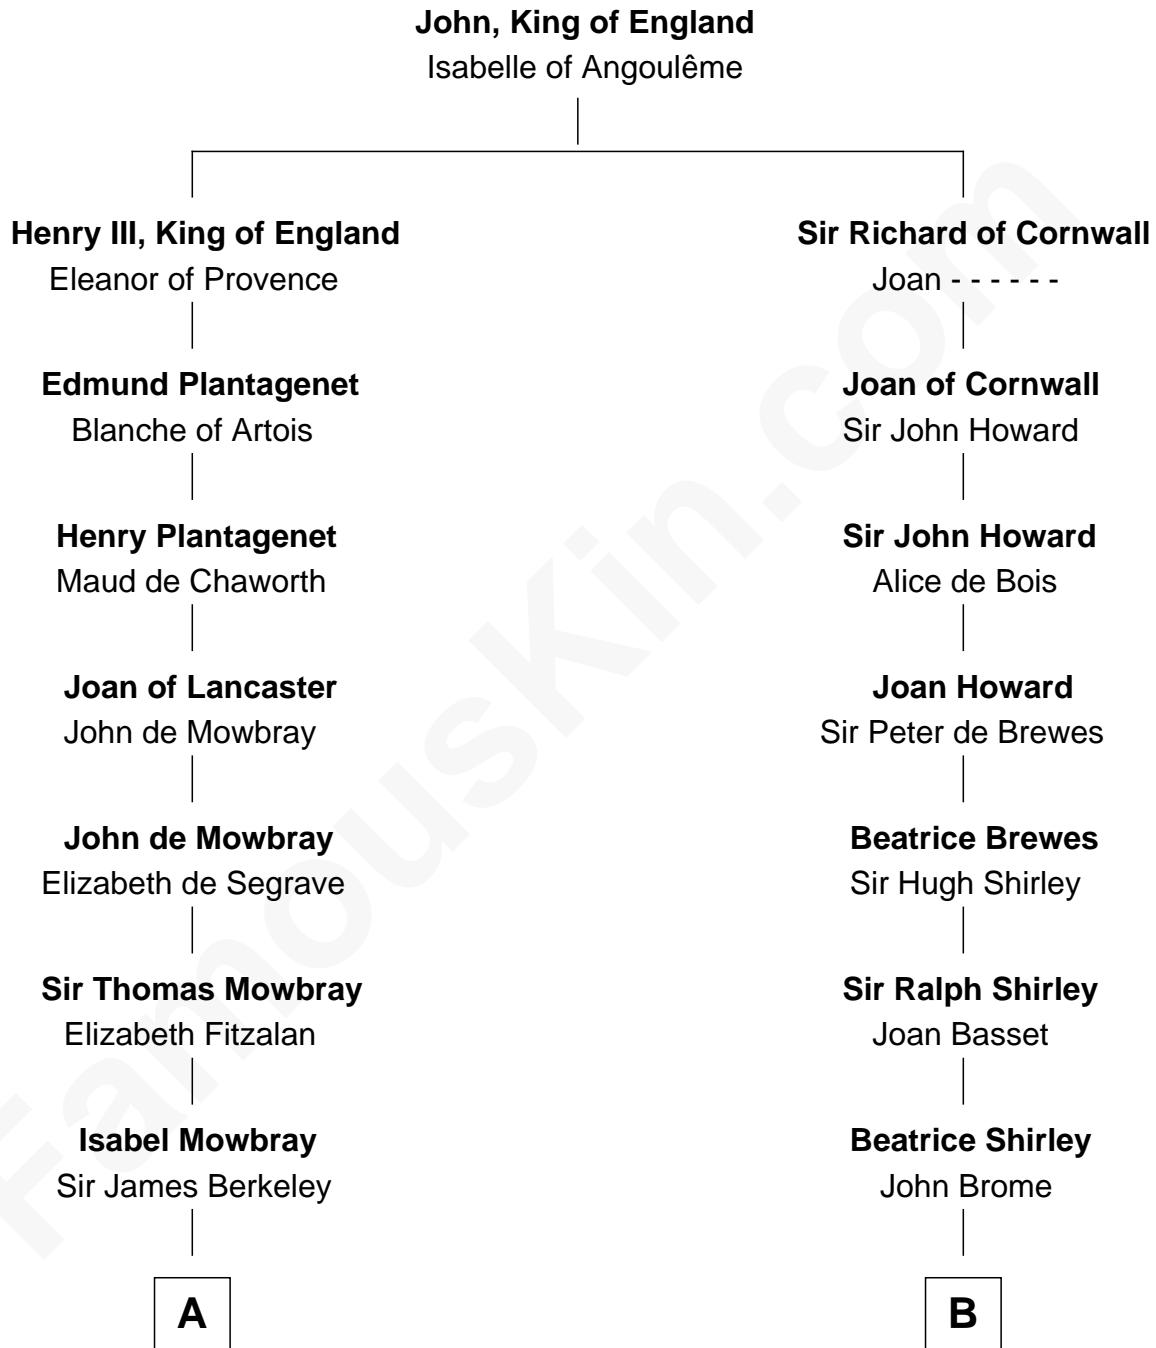 John, King of England
Isabelle of Angoulême
Henry III, King of England
Eleanor of Provence
Sir Richard of Cornwall
Joan - - - - - -
Edmund Plantagenet
Blanche of Artois
Joan of Cornwall
Sir John Howard
Henry Plantagenet
Maud de Chaworth
Sir John Howard
Alice de Bois
Joan of Lancaster
John de Mowbray
Joan Howard
Sir Peter de Brewes
John de Mowbray
Elizabeth de Segrave
Beatrice Brewes
Sir Hugh Shirley
Sir Thomas Mowbray
Elizabeth Fitzalan
Sir Ralph Shirley
Joan Basset
Isabel Mowbray
Sir James Berkeley
Beatrice Shirley
John Brome
A
B
FamousKin.com